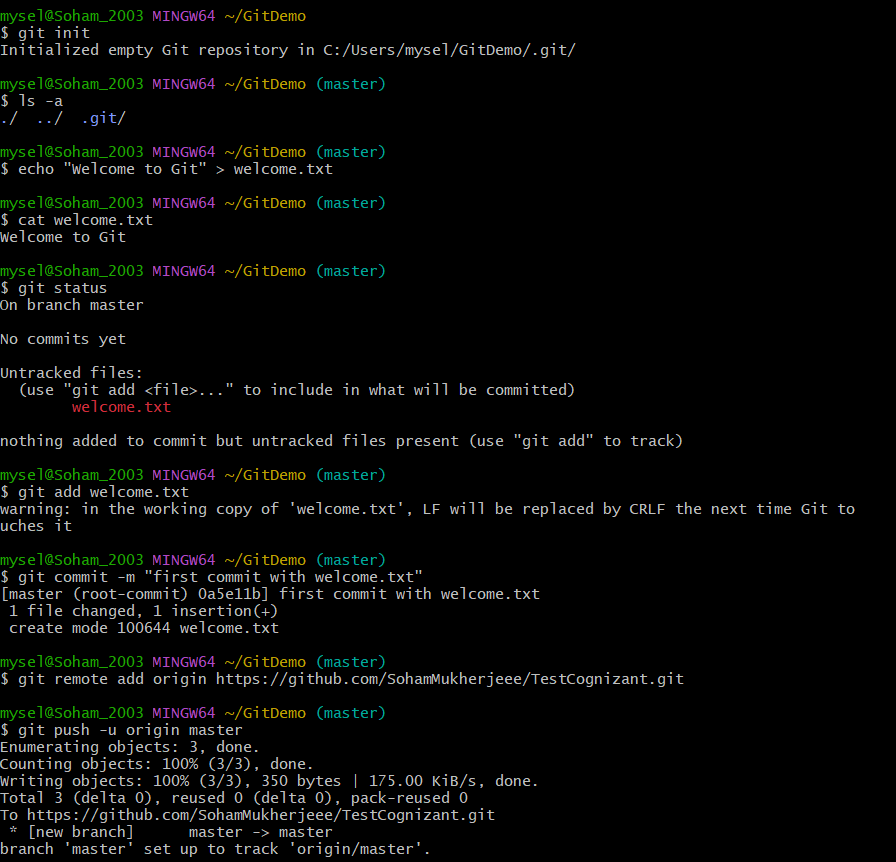 mysel@Soham_2003 MINGW64 ~/GitDemo
$ git init
Initialized empty Git repository in C:/Users/mysel/GitDemo/.git/
mysel@Soham_2003 MINGW64 ~/GitDemo (master)
$ ls -a
./  ../  .git/
mysel@Soham_2003 MINGW64 ~/GitDemo (master)
$ echo "Welcome to Git" > welcome.txt
mysel@Soham_2003 MINGW64 ~/GitDemo (master)
$ cat welcome.txt
Welcome to Git
mysel@Soham_2003 MINGW64 ~/GitDemo (master)
$ git status
On branch master
No commits yet
Untracked files:
  (use "git add <file>..." to include in what will be committed)
        welcome.txt
nothing added to commit but untracked files present (use "git add" to track)
mysel@Soham_2003 MINGW64 ~/GitDemo (master)
$ git add welcome.txt
warning: in the working copy of 'welcome.txt', LF will be replaced by CRLF the next time Git to
uches it
mysel@Soham_2003 MINGW64 ~/GitDemo (master)
$ git commit -m "first commit with welcome.txt"
[master (root-commit) 0a5e11b] first commit with welcome.txt
 1 file changed, 1 insertion(+)
 create mode 100644 welcome.txt
mysel@Soham_2003 MINGW64 ~/GitDemo (master)
$ git remote add origin https://github.com/SohamMukherjeee/TestCognizant.git
mysel@Soham_2003 MINGW64 ~/GitDemo (master)
$ git push -u origin master
Enumerating objects: 3, done.
Counting objects: 100% (3/3), done.
Writing objects: 100% (3/3), 350 bytes | 175.00 KiB/s, done.
Total 3 (delta 0), reused 0 (delta 0), pack-reused 0
To https://github.com/SohamMukherjeee/TestCognizant.git
 * [new branch]      master -> master
branch 'master' set up to track 'origin/master'.